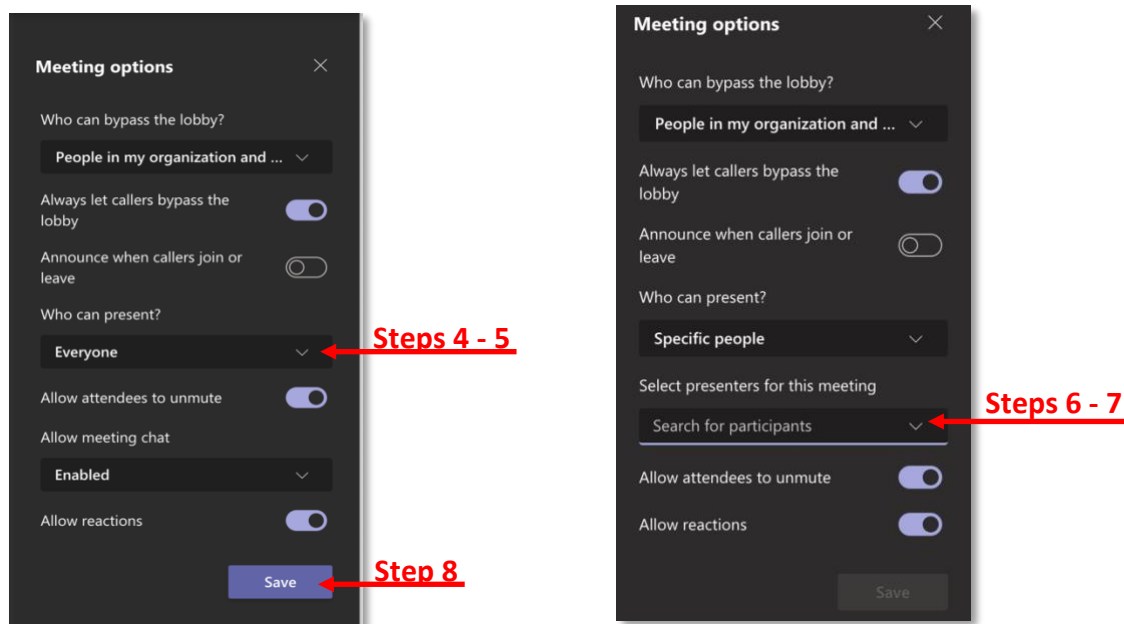 Meeting options
Who can bypass the lobby?
People in my organization and ...
Always let callers bypass the
lobby
Announce when callers join or
leave
Who can present?
Everyone
Steps 4 - 5
Allow attendees to unmute
Allow meeting chat
Enabled
Allow reactions
Save
Step 8
Meeting options
Who can bypass the lobby?
People in my organization and ...
Always let callers bypass the
lobby
Announce when callers join or
leave
Who can present?
Specific people
Select presenters for this meeting
Search for participants
Steps 6 - 7
Allow attendees to unmute
Allow reactions
Save